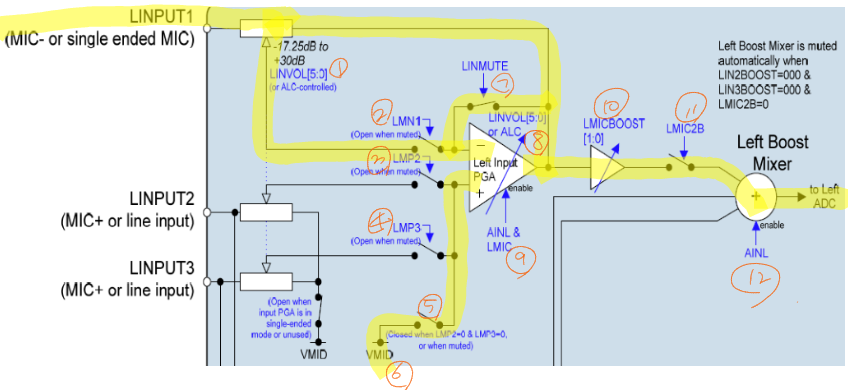 LINPUT1
(MIC- or single ended MIC)
-17.25dB to
+30dB
LINVOL[5:0]
(or ALC-controlled)
1
LINMUTE
7
2
LMN1
(Open when muted)
3
LMP2
(Open when muted)
LINVOL[5:0]
or ALC
8
−
Left Input
PGA
+
enable
10
LMICBOOST
[1:0]
11
LMIC2B
Left Boost Mixer is muted
automatically when
LIN2BOOST=000 &
LIN3BOOST=000 &
LMIC2B=0
Left Boost
Mixer
+
to Left
ADC
enable
AINL
12
LINPUT2
(MIC+ or line input)
4
LMP3
(Open when muted)
AINL &
LMIC
9
LINPUT3
(MIC+ or line input)
(Open when
input PGA is in
single-ended
mode or unused)
VMID
5
(Closed when LMP2=0 & LMP3=0,
or when muted)
VMID
6